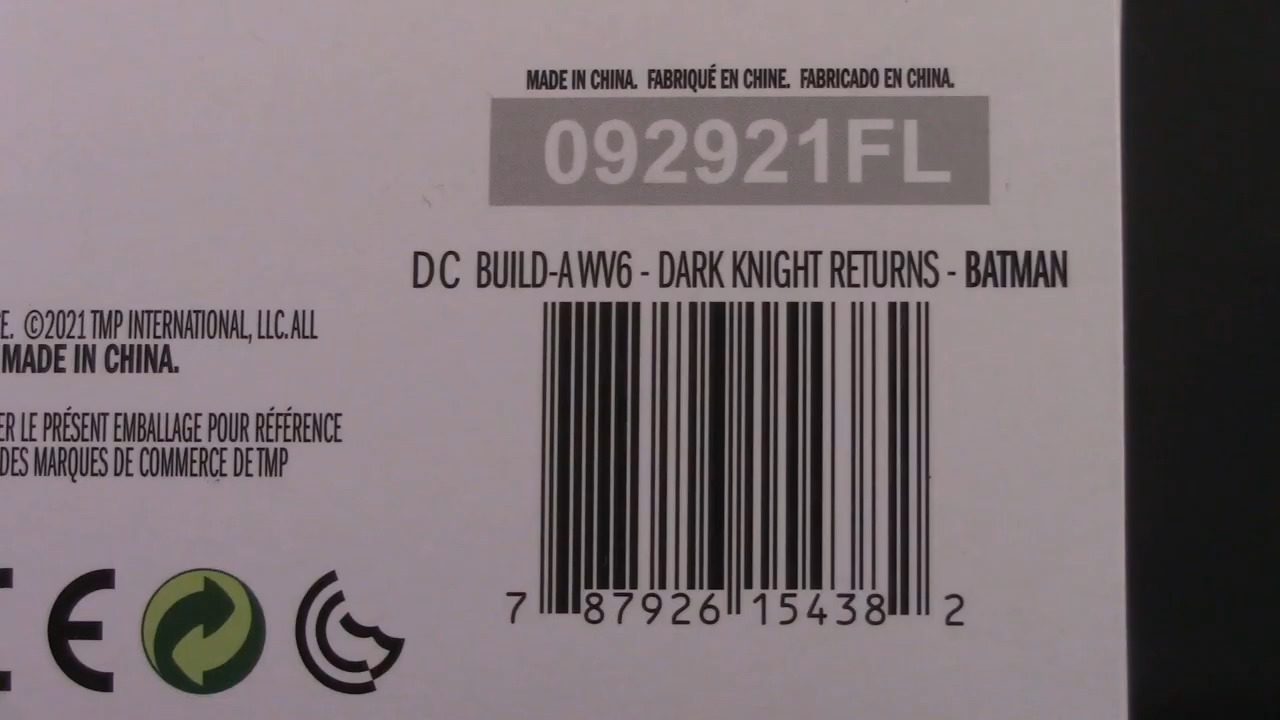 MADE IN CHINA. FABRIQUÉ EN CHINE. FABRICADO EN CHINA.
092921FL
DC BUILD-A WV6 - DARK KNIGHT RETURNS - BATMAN
E. ©2021 TMP INTERNATIONAL, LLC. ALL
MADE IN CHINA.
ER LE PRÉSENT EMBALLAGE POUR RÉFÉRENCE
DES MARQUES DE COMMERCE DE TMP
CE
7 87926 15438 2